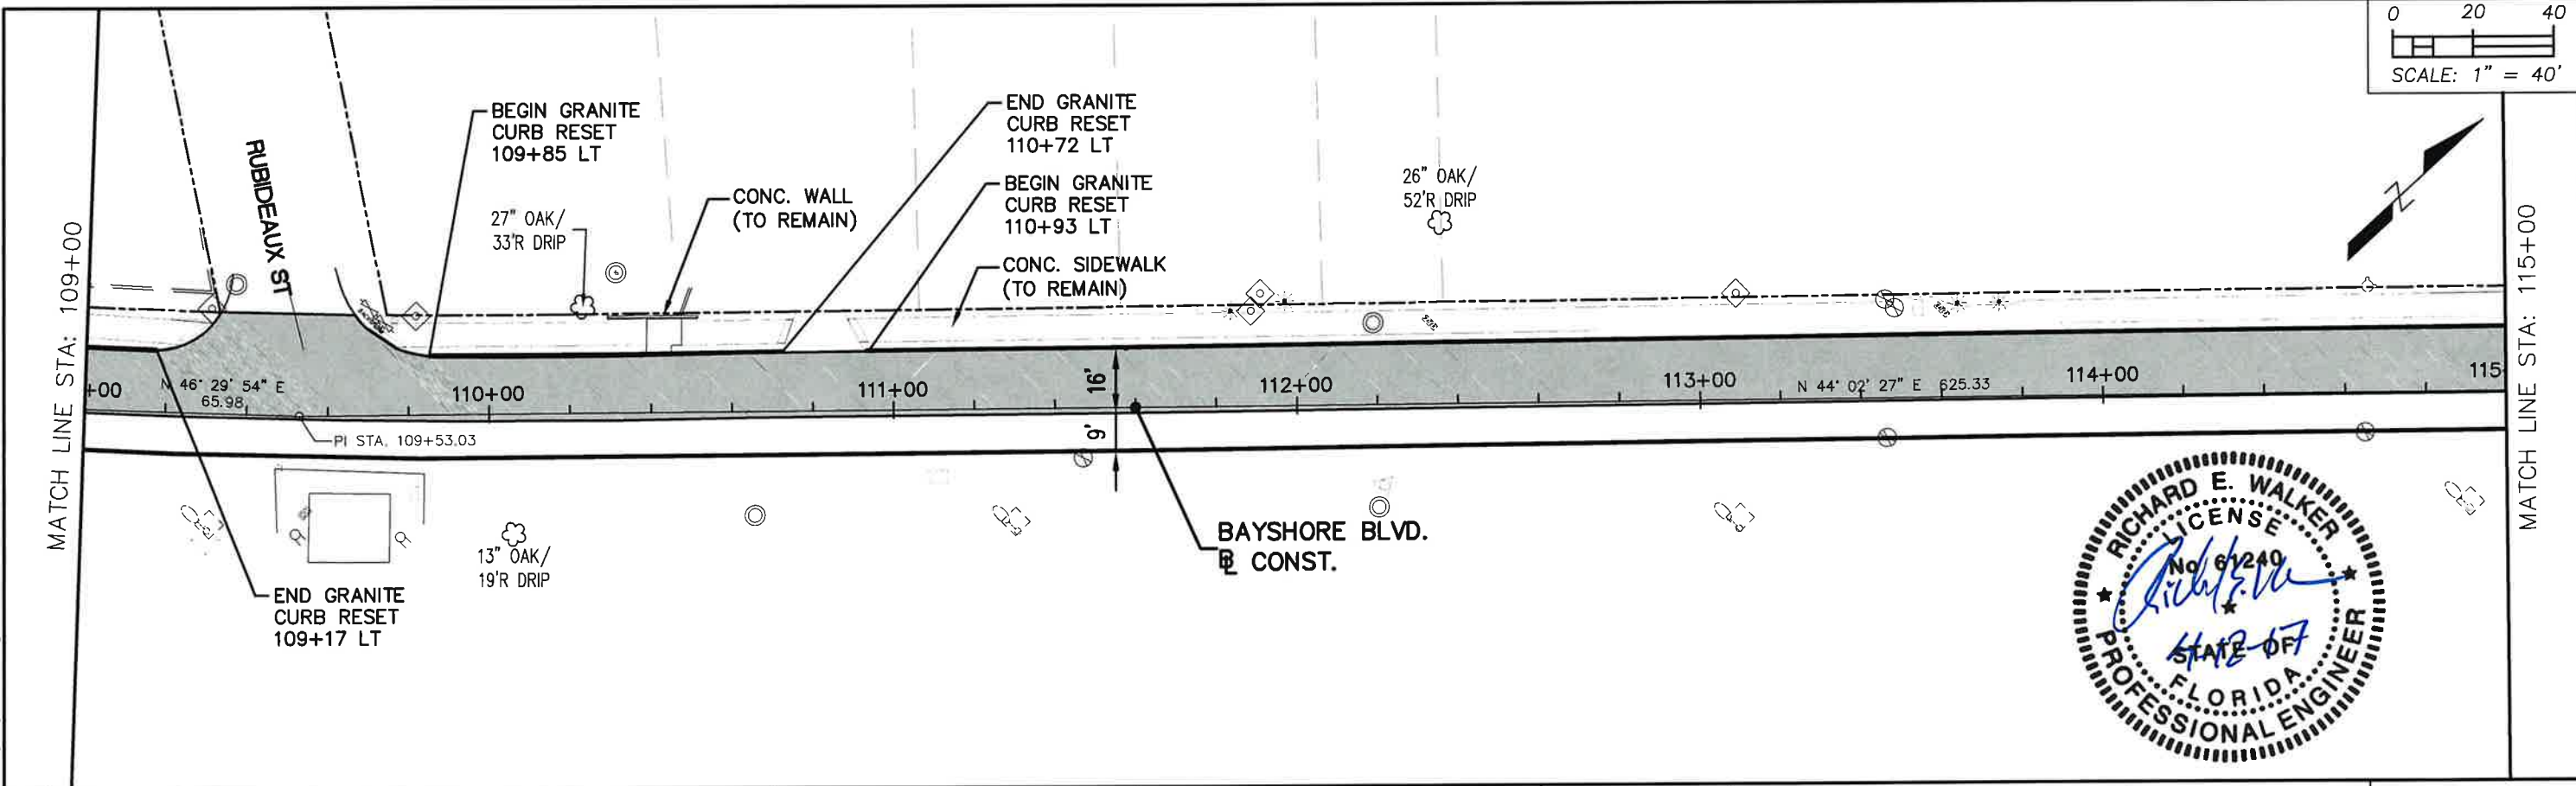 0 20 40
SCALE: 1" = 40'
BEGIN GRANITE
CURB RESET
109+85 LT
END GRANITE
CURB RESET
110+72 LT
RUBIDEAUX ST
CONC. WALL
(TO REMAIN)
27" OAK/
33'R DRIP
BEGIN GRANITE
CURB RESET
110+93 LT
26" OAK/
52'R DRIP
CONC. SIDEWALK
(TO REMAIN)
MATCH LINE STA: 109+00
MATCH LINE STA: 115+00
+00
N 46° 29' 54" E
65.98
110+00
111+00
16'
112+00
113+00
N 44° 02' 27" E 625.33
114+00
115
PI STA. 109+53.03
9'
BAYSHORE BLVD.
BL CONST.
13" OAK/
19'R DRIP
END GRANITE
CURB RESET
109+17 LT
RICHARD E. WALKER
LICENSE
No 61240
STATE OF
FLORIDA
PROFESSIONAL ENGINEER